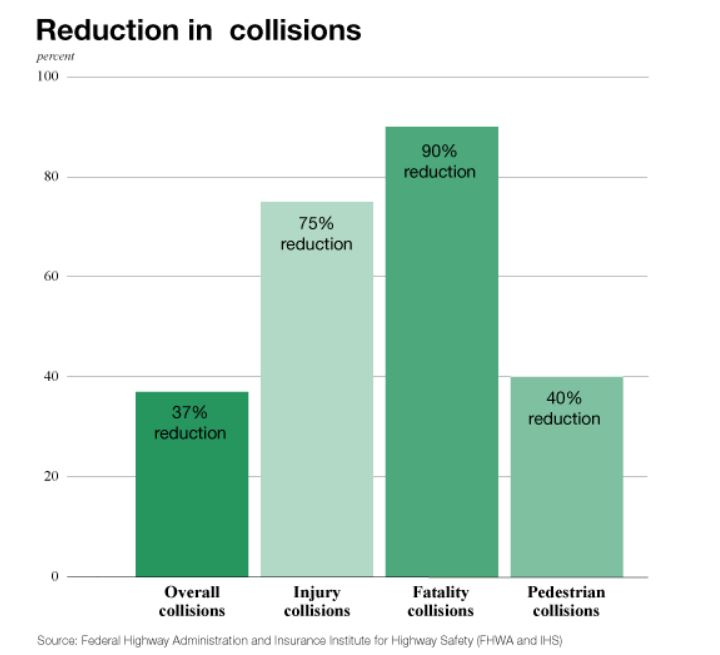 Reduction in collisions
percent
100
80
60
40
20
0
37%
reduction
75%
reduction
90%
reduction
40%
reduction
Overall
collisions
Injury
collisions
Fatality
collisions
Pedestrian
collisions
Source: Federal Highway Administration and Insurance Institute for Highway Safety (FHWA and IHS)